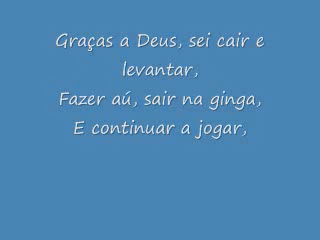 Graças a Deus, sei cair e
levantar,
Fazer aú, sair na ginga,
E continuar a jogar,